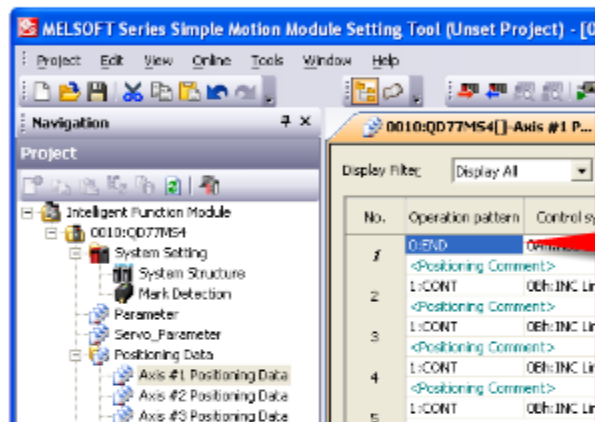 MELSOFT Series Simple Motion Module Setting Tool (Unset Project) - [0
Project Edit View Online Tools Window Help
Navigation
0010:QD77MS4[]-Axis #1 P...
Project
Display Filter Display All
Intelligent Function Module
0010:QD77MS4
System Setting
System Structure
Mark Detection
Parameter
Servo_Parameter
Positioning Data
Axis #1 Positioning Data
Axis #2 Positioning Data
Axis #3 Positioning Data
No. Operation pattern Control sy
1 0:END
<Positioning Comment>
2 1:CONT 0Bh:INC Lin
<Positioning Comment>
3 1:CONT 0Bh:INC Lin
<Positioning Comment>
4 1:CONT 0Bh:INC Lin
<Positioning Comment>
5 1:CONT 0Bh:INC Lin